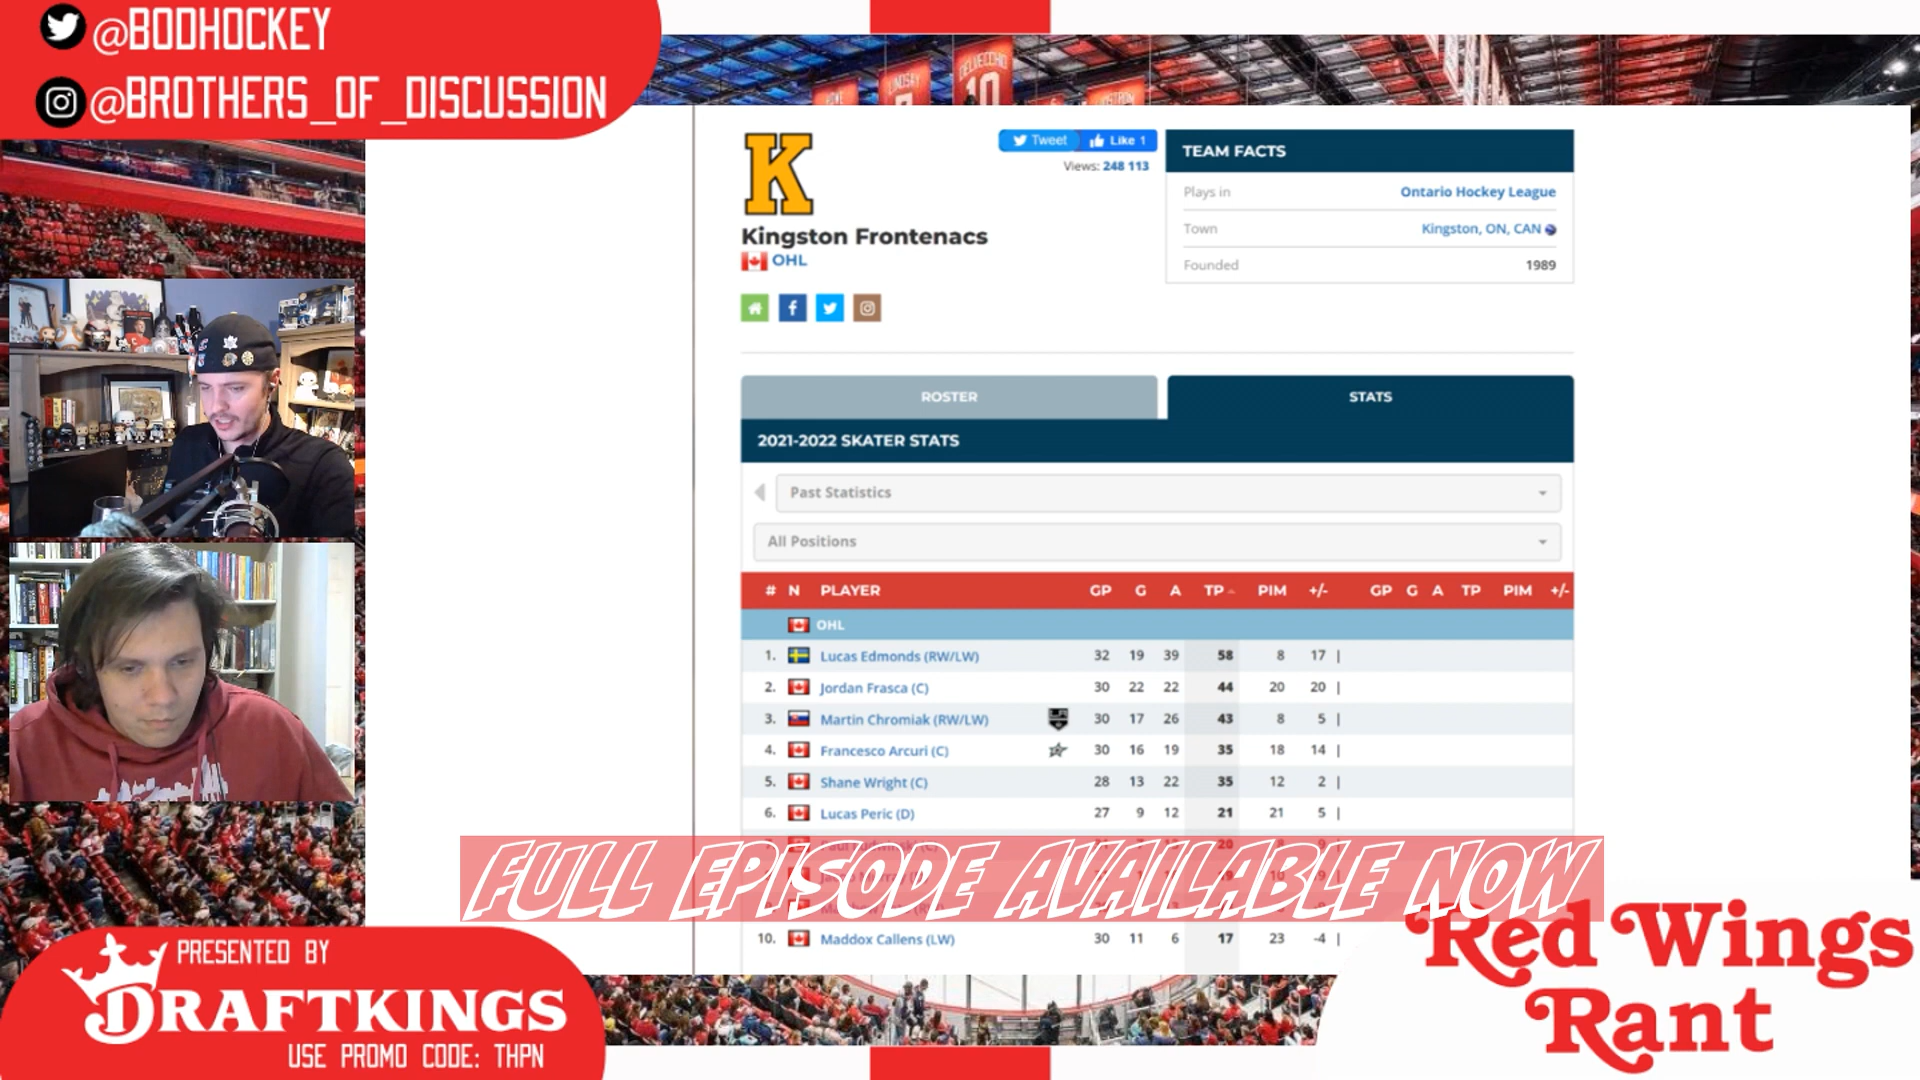 @BODHOCKEY
@BROTHERS_OF_DISCUSSION
LINDSAY
DELVECCHIO
10
K
Tweet Like 1
Views: 248 113
Kingston Frontenacs
OHL
TEAM FACTS
Plays in Ontario Hockey League
Town Kingston, ON, CAN
Founded 1989
ROSTER STATS
2021-2022 SKATER STATS
Past Statistics
All Positions
# N PLAYER GP G A TP PIM +/- GP G A TP PIM +/-
OHL
1. Lucas Edmonds (RW/LW) 32 19 39 58 8 17 |
2. Jordan Frasca (C) 30 22 22 44 20 20 |
3. Martin Chromiak (RW/LW) 30 17 26 43 8 5 |
4. Francesco Arcuri (C) 30 16 19 35 18 14 |
5. Shane Wright (C) 28 13 22 35 12 2 |
6. Lucas Peric (D) 27 9 12 21 21 5 |
FULL EPISODE AVAILABLE NOW
10. Maddox Callens (LW) 30 11 6 17 23 -4 |
PRESENTED BY
DRAFTKINGS
USE PROMO CODE: THPN
Red Wings
Rant